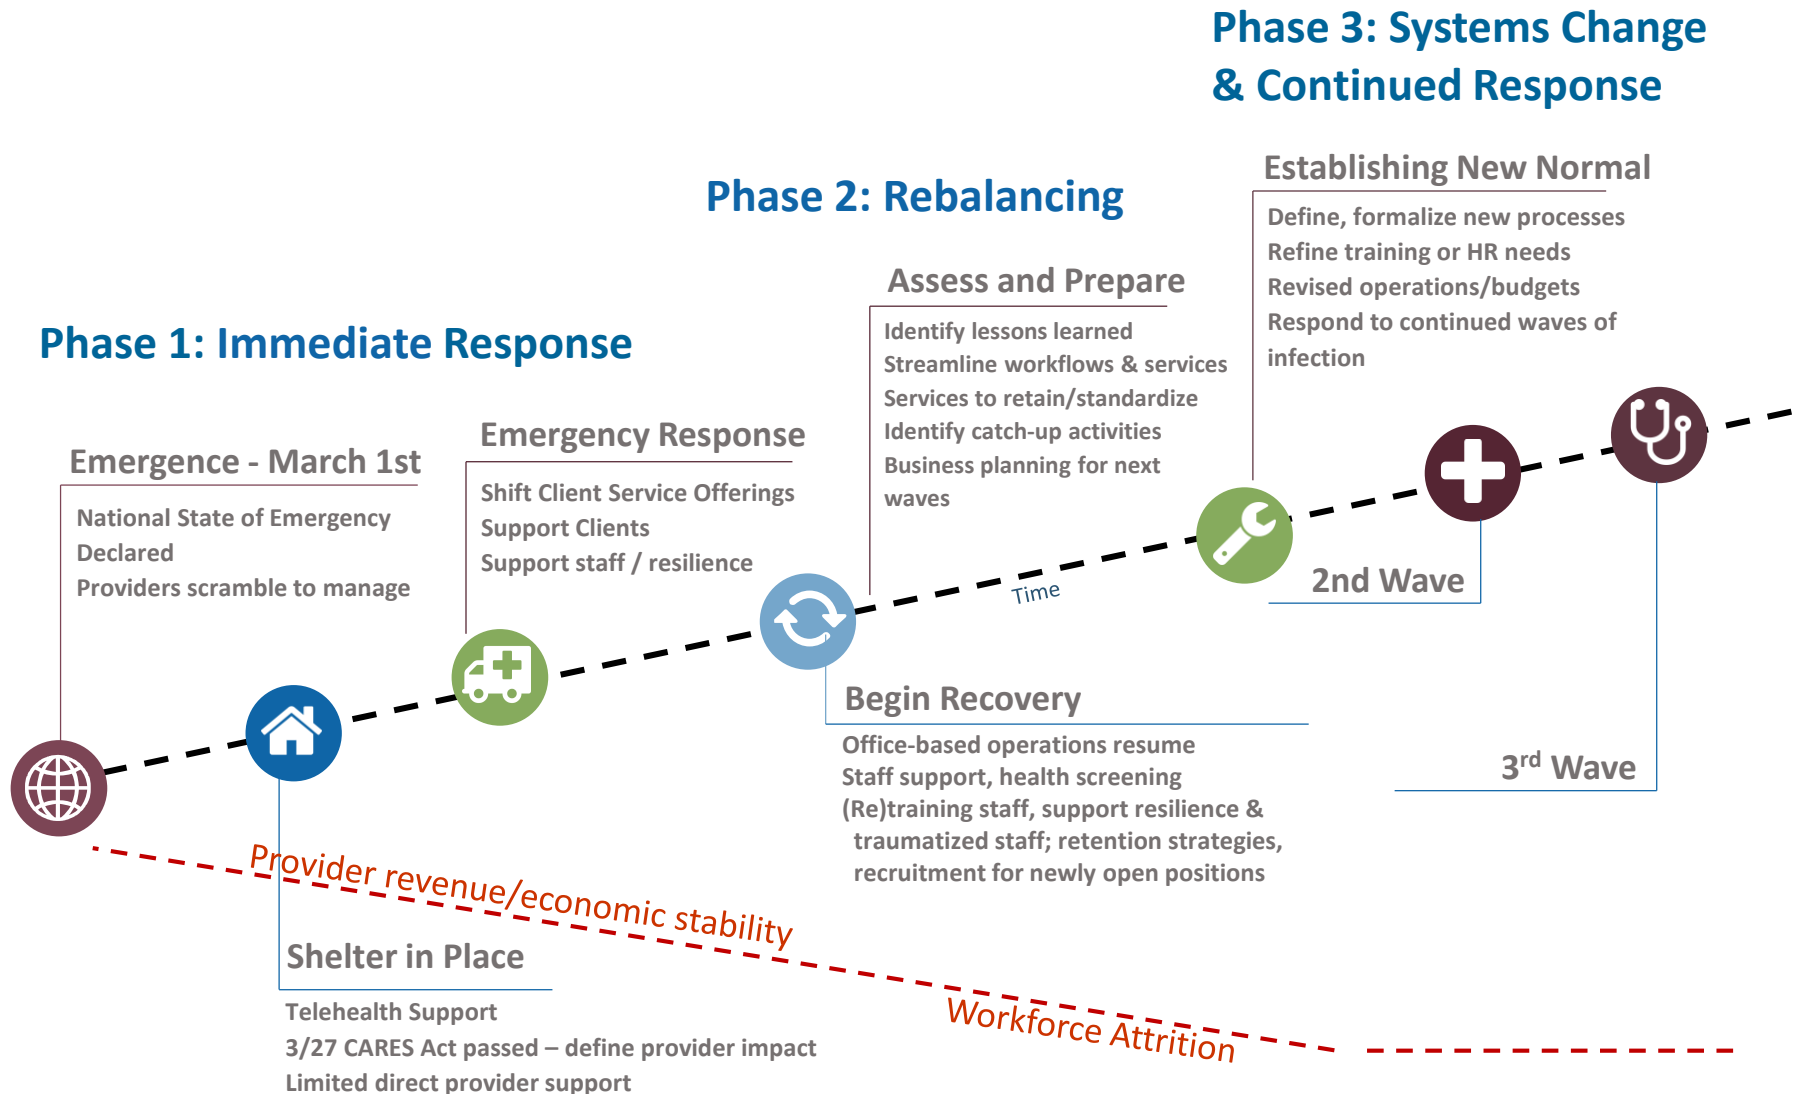 Phase 3: Systems Change
& Continued Response
Establishing New Normal
Define, formalize new processes
Refine training or HR needs
Revised operations/budgets
Respond to continued waves of
infection
Phase 2: Rebalancing
Assess and Prepare
Identify lessons learned
Streamline workflows & services
Services to retain/standardize
Identify catch-up activities
Business planning for next
waves
Phase 1: Immediate Response
Emergence - March 1st
National State of Emergency
Declared
Providers scramble to manage
Emergency Response
Shift Client Service Offerings
Support Clients
Support staff / resilience
Time
2nd Wave
3rd Wave
Begin Recovery
Office-based operations resume
Staff support, health screening
(Re)training staff, support resilience &
traumatized staff; retention strategies,
recruitment for newly open positions
Provider revenue/economic stability
Workforce Attrition
Shelter in Place
Telehealth Support
3/27 CARES Act passed – define provider impact
Limited direct provider support